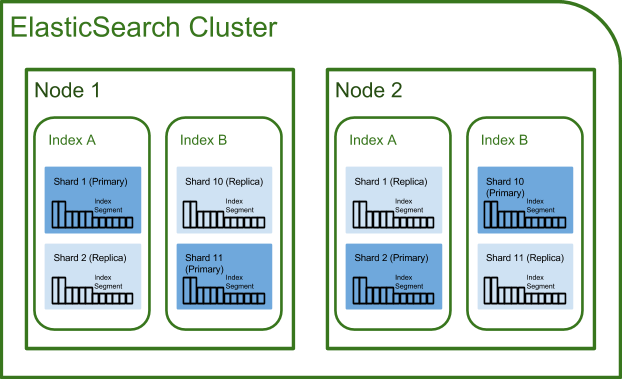 ElasticSearch Cluster
Node 1
Index A
Shard 1 (Primary)
Index
Segment
Shard 2 (Replica)
Index
Segment
Index B
Shard 10 (Replica)
Index
Segment
Shard 11
(Primary)
Index
Segment
Node 2
Index A
Shard 1 (Replica)
Index
Segment
Shard 2 (Primary)
Index
Segment
Index B
Shard 10
(Primary)
Index
Segment
Shard 11 (Replica)
Index
Segment